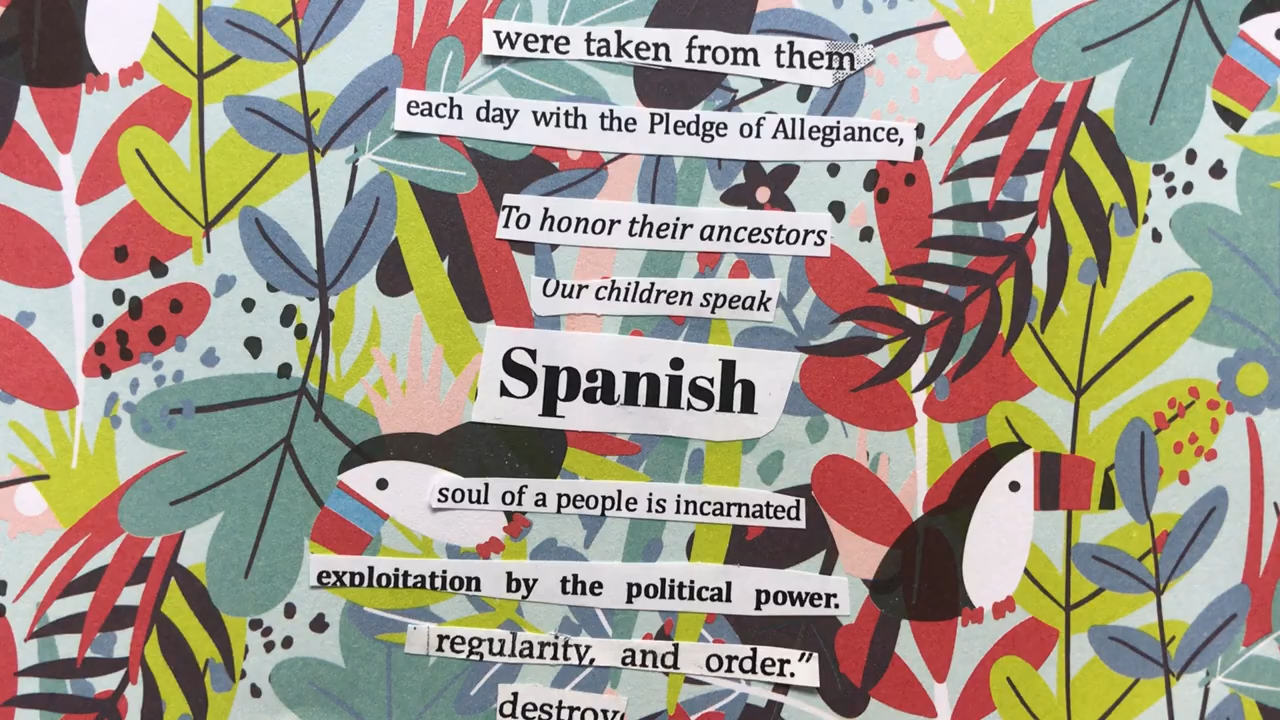 were taken from them
each day with the Pledge of Allegiance,
To honor their ancestors
Our children speak
Spanish
soul of a people is incarnated
exploitation by the political power.
regularity, and order.”
destroy